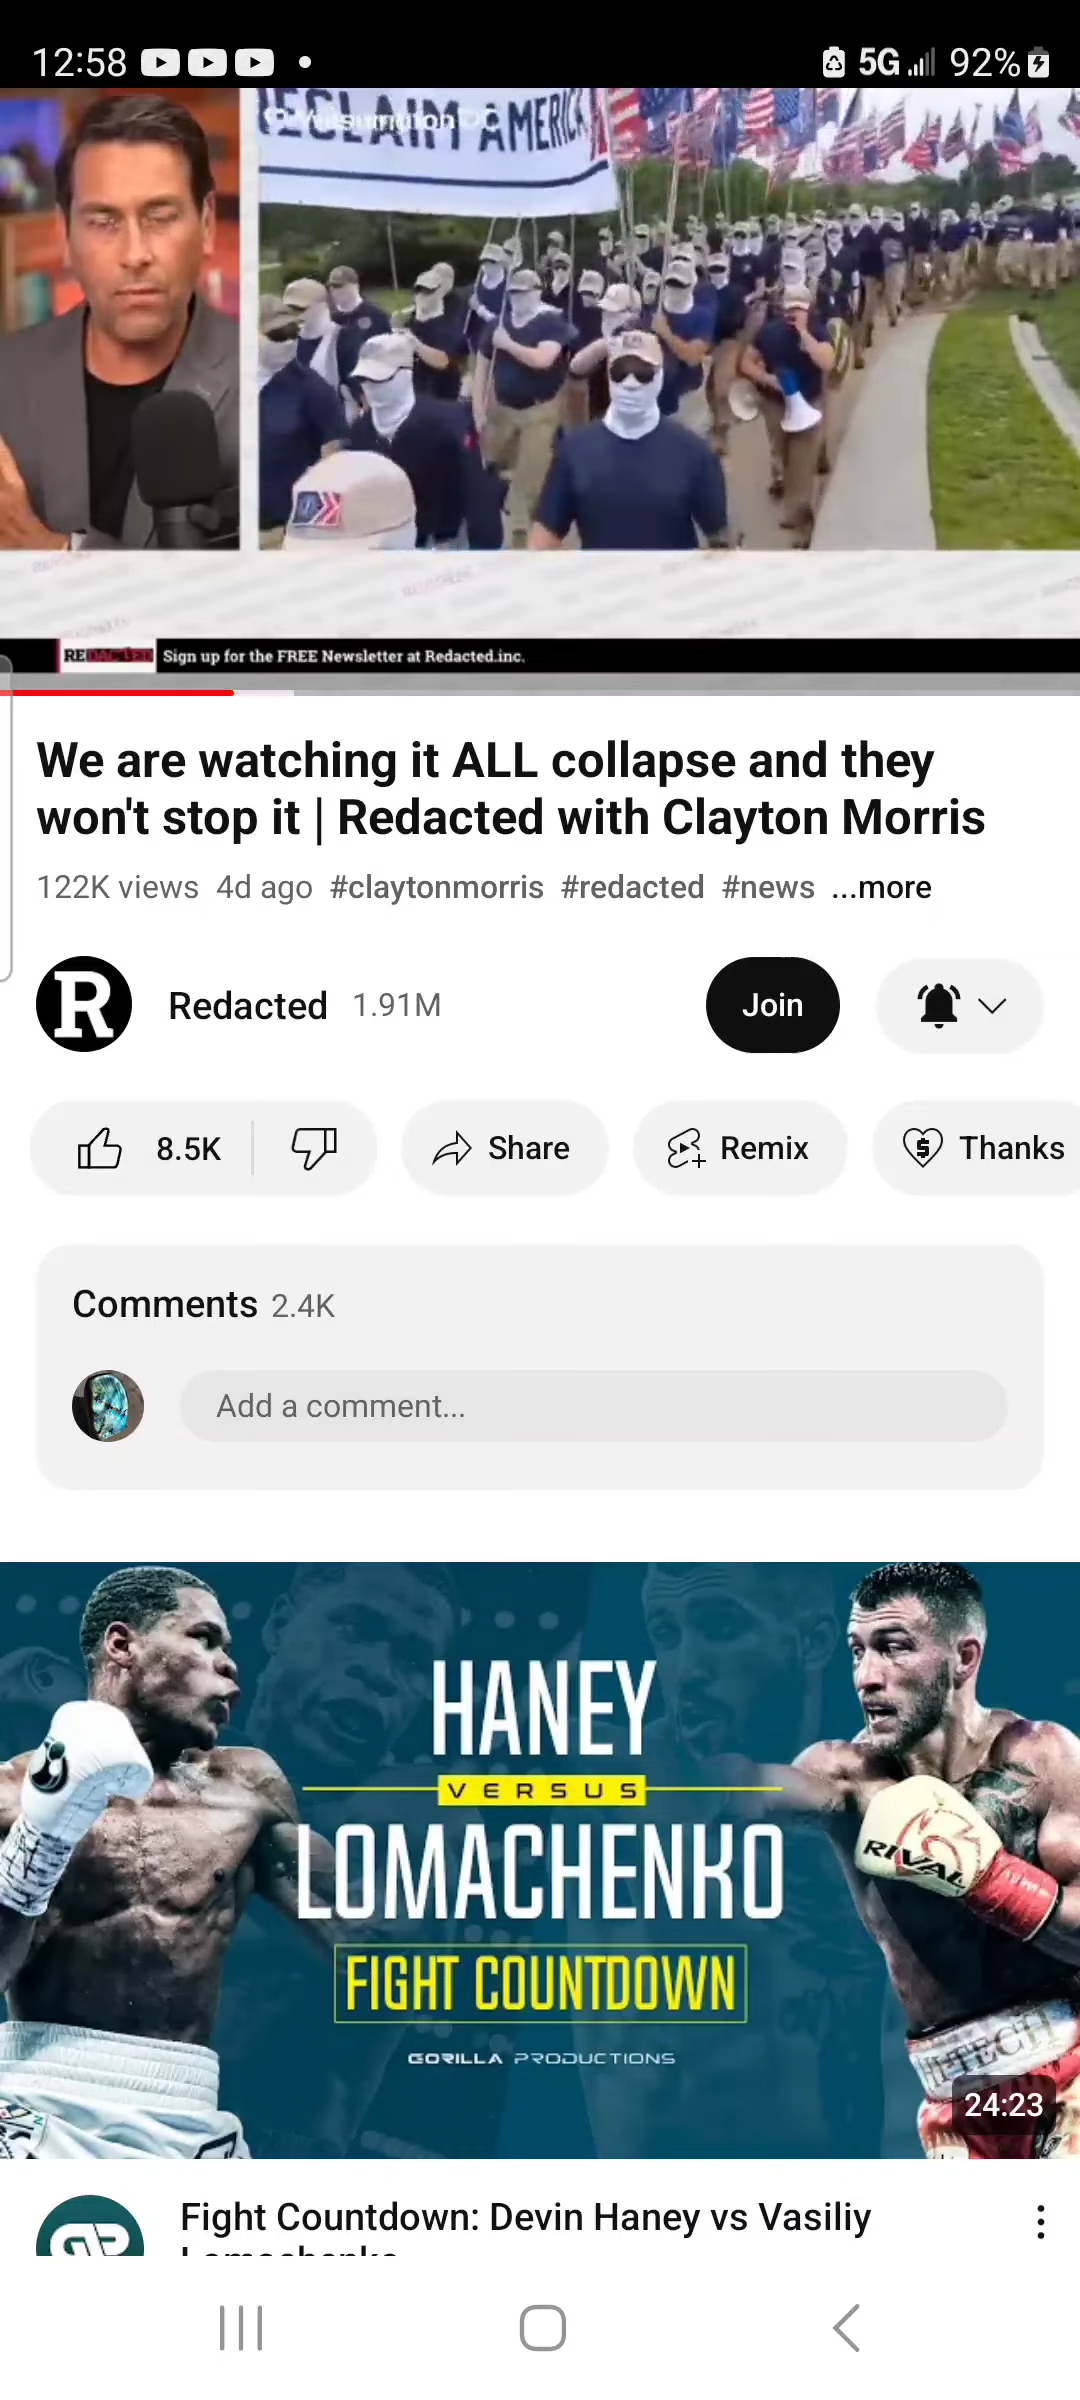 12:58
5G 92%
RECLAIM AMERICA
REDACTED Sign up for the FREE Newsletter at Redacted.inc.
We are watching it ALL collapse and they
won't stop it | Redacted with Clayton Morris
122K views 4d ago #claytonmorris #redacted #news ...more
R Redacted 1.91M Join
8.5K Share Remix Thanks
Comments 2.4K
Add a comment...
HANEY
VERSUS
LOMACHENKO
FIGHT COUNTDOWN
GORILLA PRODUCTIONS
RIVAL
24:23
Fight Countdown: Devin Haney vs Vasiliy
Lomachenko